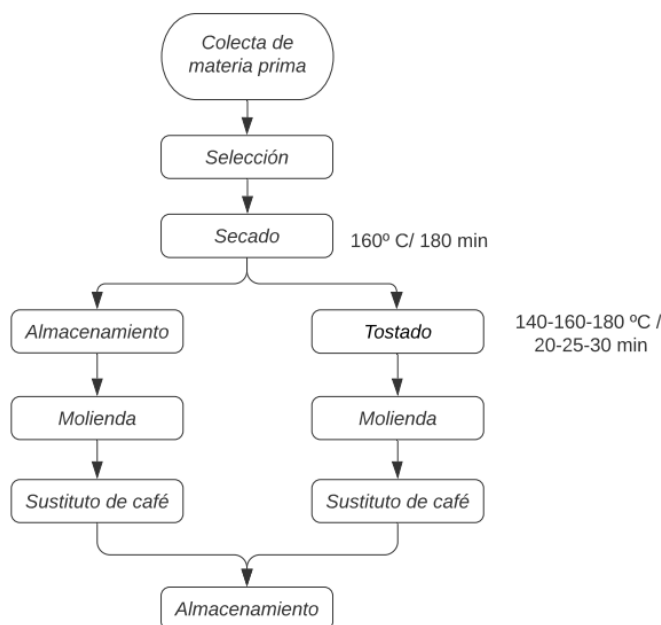 Colecta de
materia prima
Selección
Secado
160º C/ 180 min
Almacenamiento
Tostado
140-160-180 ºC /
20-25-30 min
Molienda
Molienda
Sustituto de café
Sustituto de café
Almacenamiento